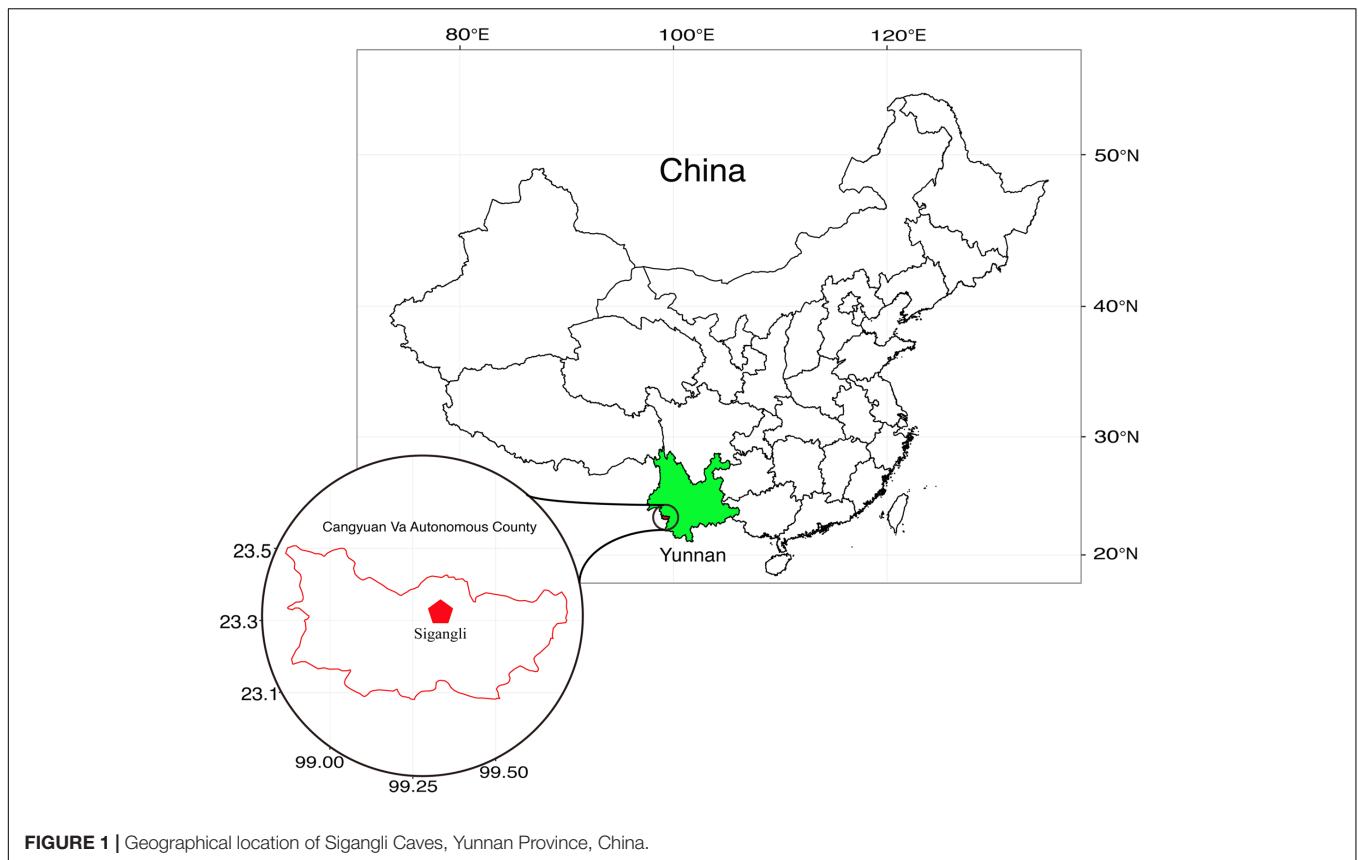 80°E 100°E 120°E
China
50°N
40°N
30°N
20°N
Yunnan
Cangyuan Va Autonomous County
23.5
23.3
23.1
Sigangli
99.00
99.25
99.50
FIGURE 1 | Geographical location of Sigangli Caves, Yunnan Province, China.